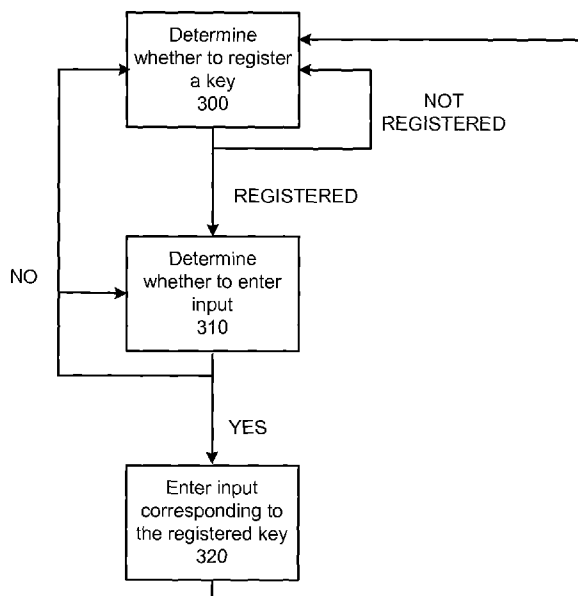 Determine
whether to register
a key
300
NOT
REGISTERED
REGISTERED
Determine
whether to enter
input
310
NO
YES
Enter input
corresponding to
the registered key
320